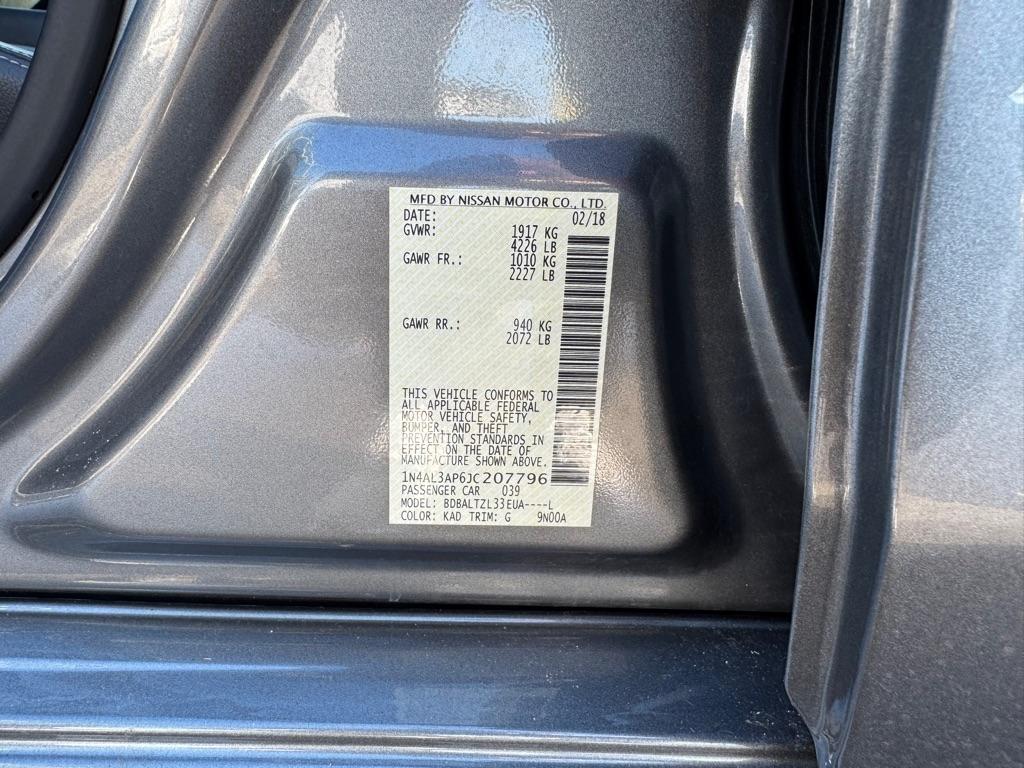 MFD BY NISSAN MOTOR CO., LTD.
DATE: 02/18
GVWR: 1917 KG
4226 LB
GAWR FR.: 1010 KG
2227 LB
GAWR RR.: 940 KG
2072 LB
THIS VEHICLE CONFORMS TO
ALL APPLICABLE FEDERAL
MOTOR VEHICLE SAFETY,
BUMPER, AND THEFT
PREVENTION STANDARDS IN
EFFECT ON THE DATE OF
MANUFACTURE SHOWN ABOVE.
1N4AL3AP6JC207796
PASSENGER CAR 039
MODEL: BDBALTZL33EUA----L
COLOR: KAD TRIM: G 9N00A